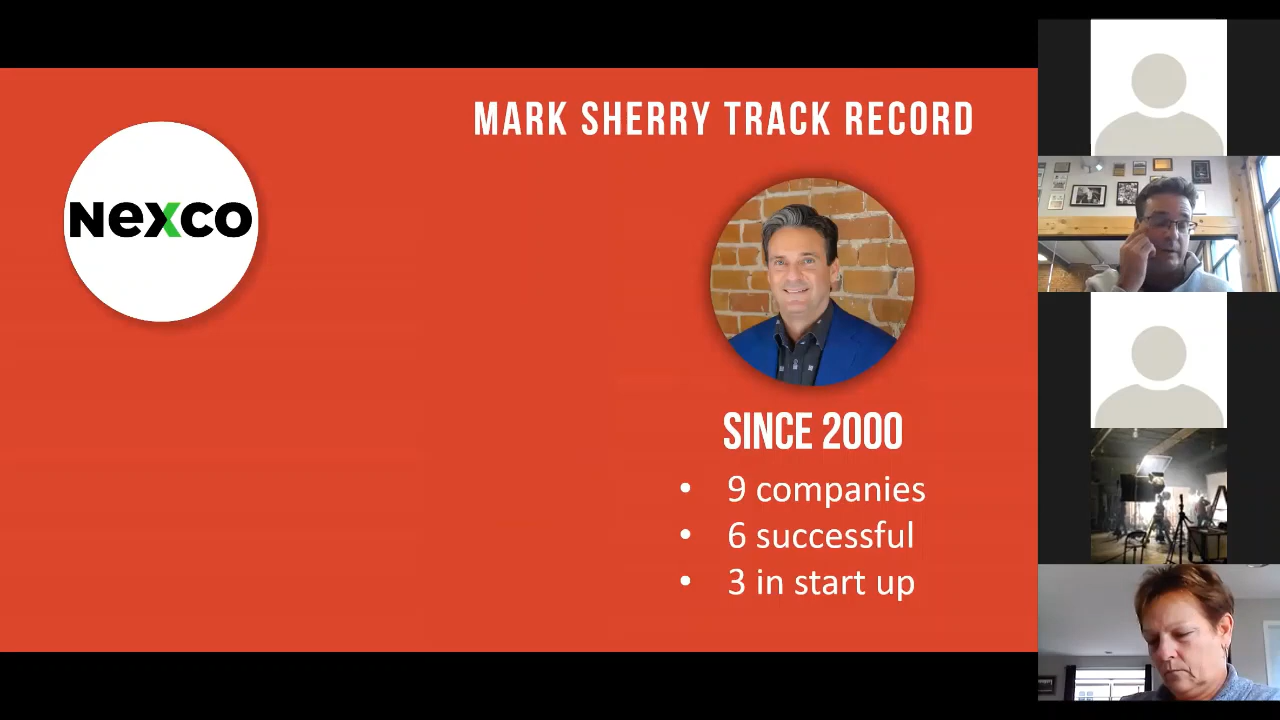 MARK SHERRY TRACK RECORD
Nexco
SINCE 2000
• 9 companies
• 6 successful
• 3 in start up